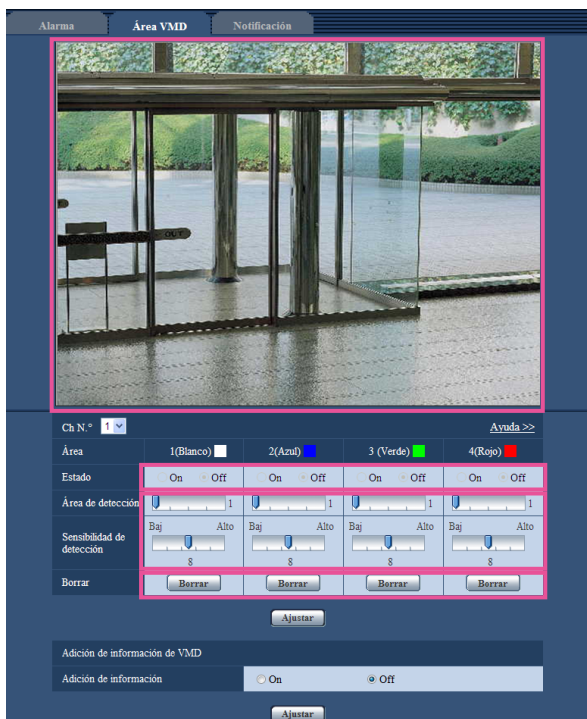 Alarma Área VMD Notificación
OUT
Ch N.° 1 Ayuda >>
Área 1(Blanco) 2(Azul) 3 (Verde) 4(Rojo)
Estado On Off On Off On Off On Off
Área de detección 1 1 1 1
Sensibilidad de detección Baj Alto Baj Alto Baj Alto Baj Alto
8 8 8 8
Borrar Borrar Borrar Borrar Borrar
Ajustar
Adición de información de VMD
Adición de información On Off
Ajustar